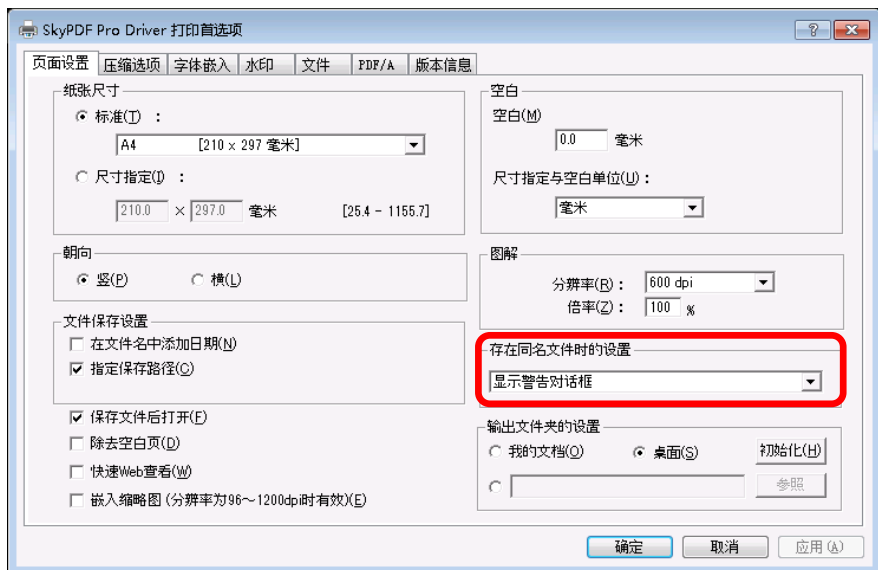 SkyPDF Pro Driver 打印首选项
页面设置 压缩选项 字体嵌入 水印 文件 PDF/A 版本信息
纸张尺寸
标准(T) :
A4 [210 x 297 毫米]
尺寸指定(I) :
210.0 × 297.0 毫米 [25.4 - 1155.7]
朝向
竖(P) 横(L)
文件保存设置
在文件名中添加日期(N)
指定保存路径(C)
保存文件后打开(F)
除去空白页(D)
快速Web查看(W)
嵌入缩略图 (分辨率为96～1200dpi时有效)(E)
空白
空白(M)
0.0 毫米
尺寸指定与空白单位(U) :
毫米
图解
分辨率(R) : 600 dpi
倍率(Z) : 100 %
存在同名文件时的设置
显示警告对话框
输出文件夹的设置
我的文档(O) 桌面(S) 初始化(H)
参照
确定 取消 应用(A)